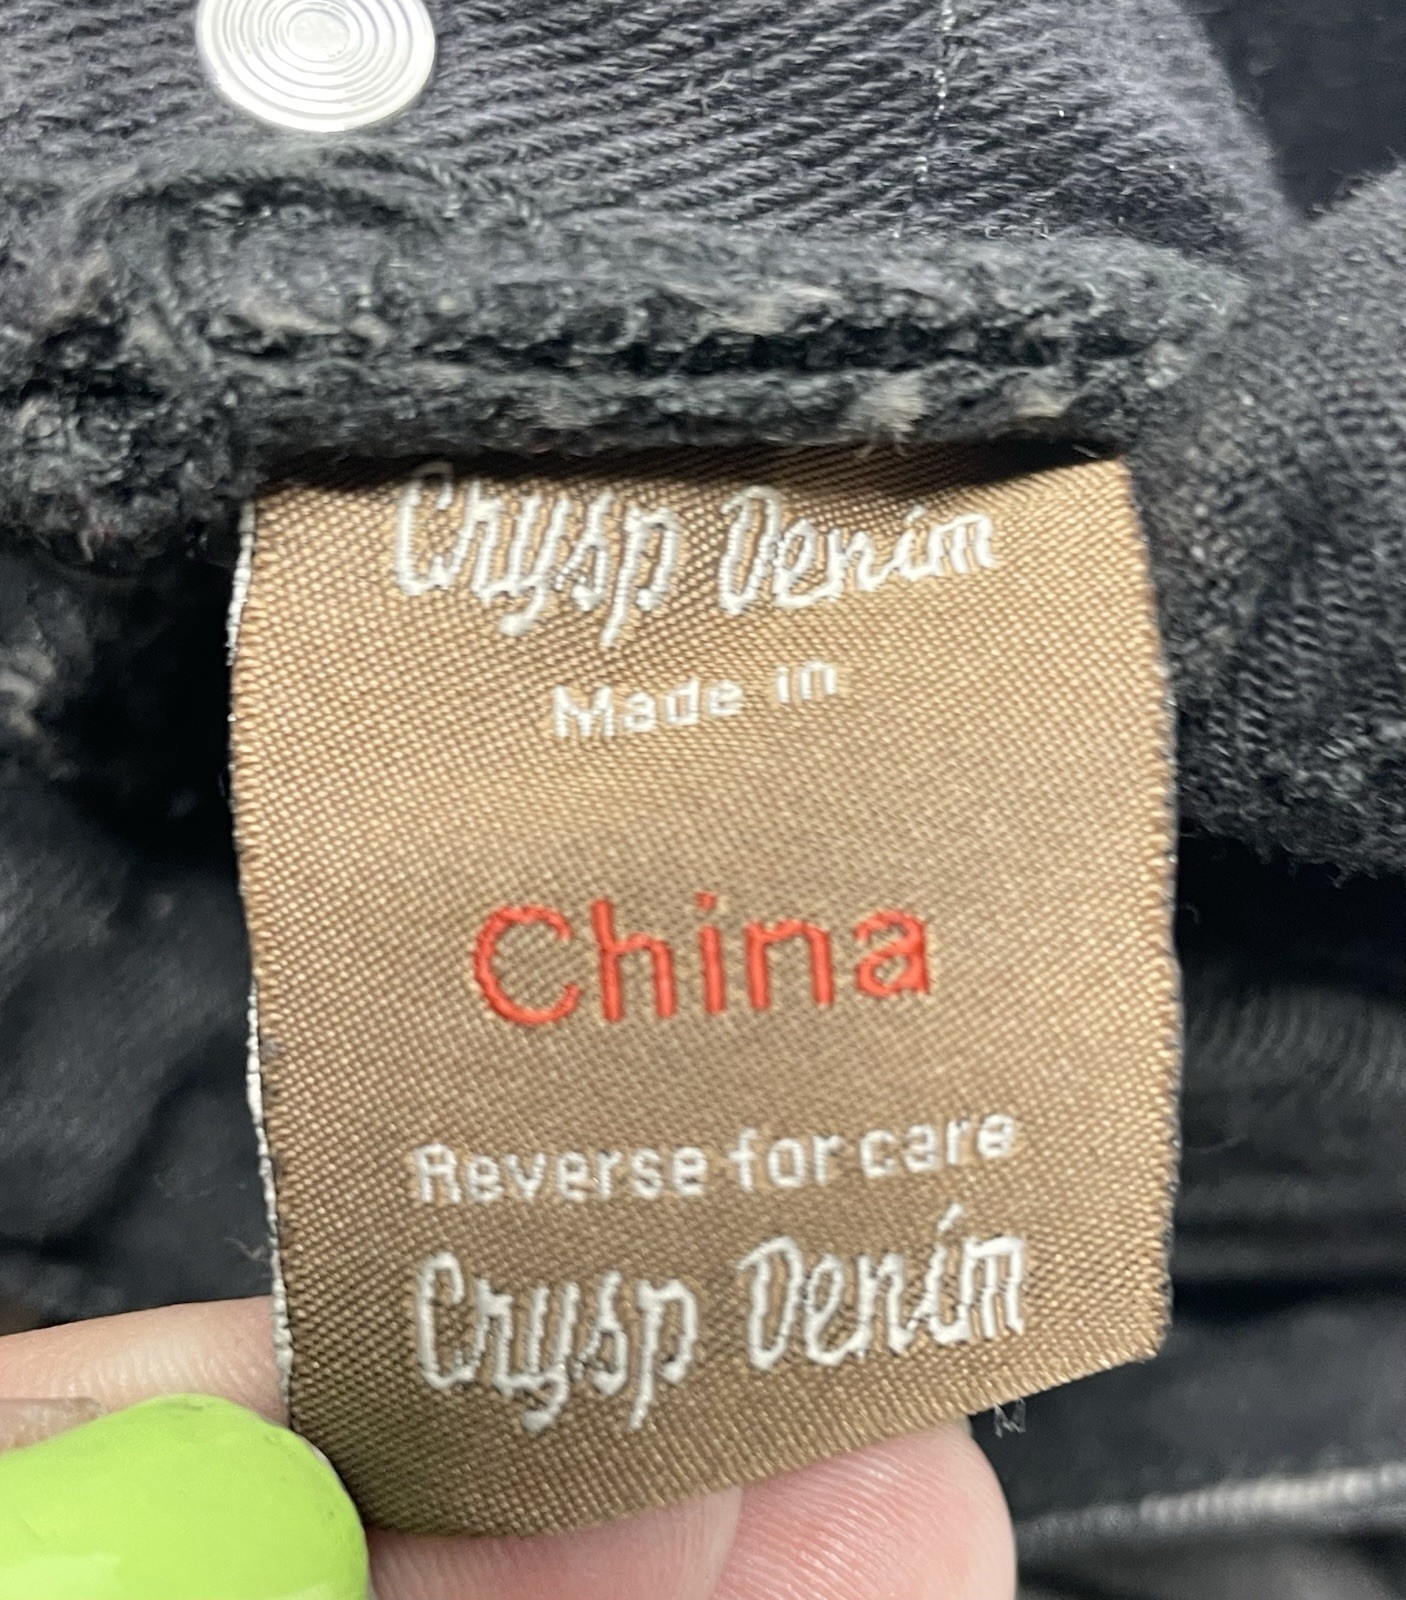 Crysp Denim
Made in
China
Reverse for care
Crysp Denim